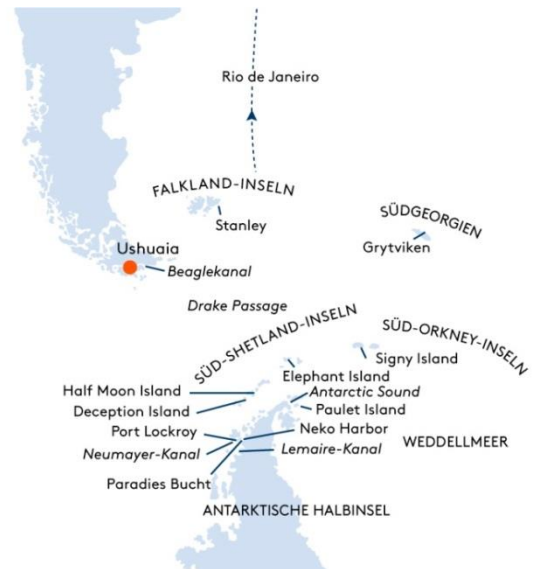 Rio de Janeiro
FALKLAND-INSELN
Stanley
SÜDGEORGIEN
Grytviken
Ushuaia
Beaglekanal
Drake Passage
SÜD-SHETLAND-INSELN
SÜD-ORKNEY-INSELN
Signy Island
Elephant Island
Half Moon Island
Antarctic Sound
Deception Island
Paulet Island
Port Lockroy
Neko Harbor
Neumayer-Kanal
Lemaire-Kanal
WEDDELLMEER
Paradies Bucht
ANTARKTISCHE HALBINSEL